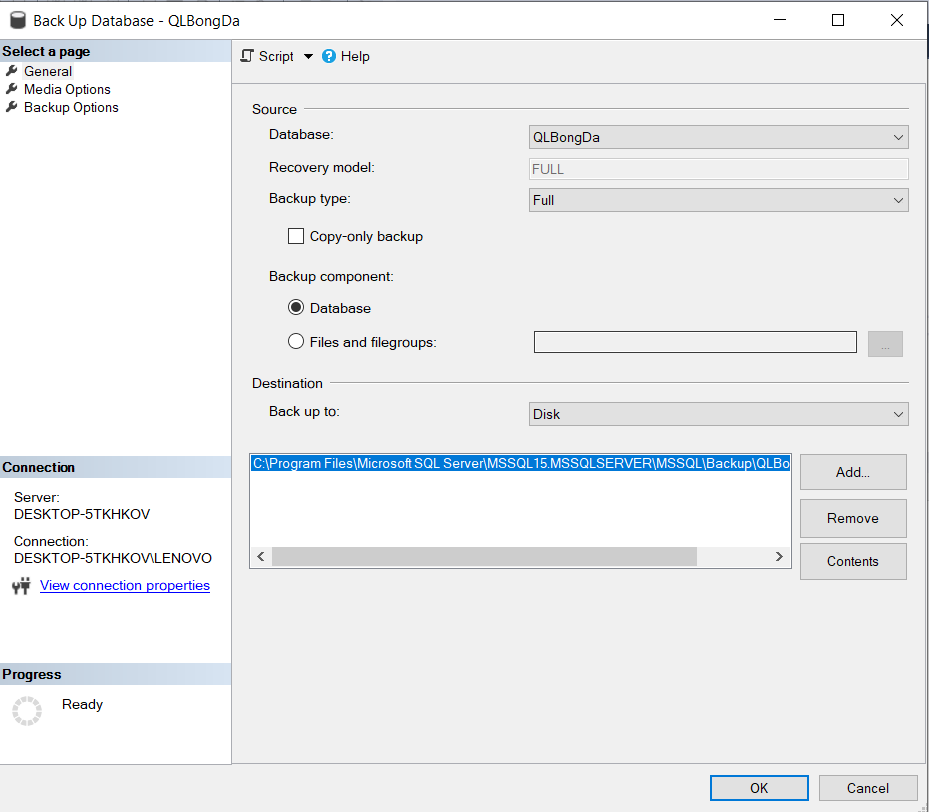 Back Up Database - QLBongDa
Select a page
General
Media Options
Backup Options
Script
Help
Source
Database:
QLBongDa
Recovery model:
FULL
Backup type:
Full
Copy-only backup
Backup component:
Database
Files and filegroups:
...
Destination
Back up to:
Disk
C:\Program Files\Microsoft SQL Server\MSSQL15.MSSQLSERVER\MSSQL\Backup\QLBo
Add...
Remove
Contents
Connection
Server:
DESKTOP-5TKHKOV
Connection:
DESKTOP-5TKHKOV\LENOVO
View connection properties
Progress
Ready
OK
Cancel